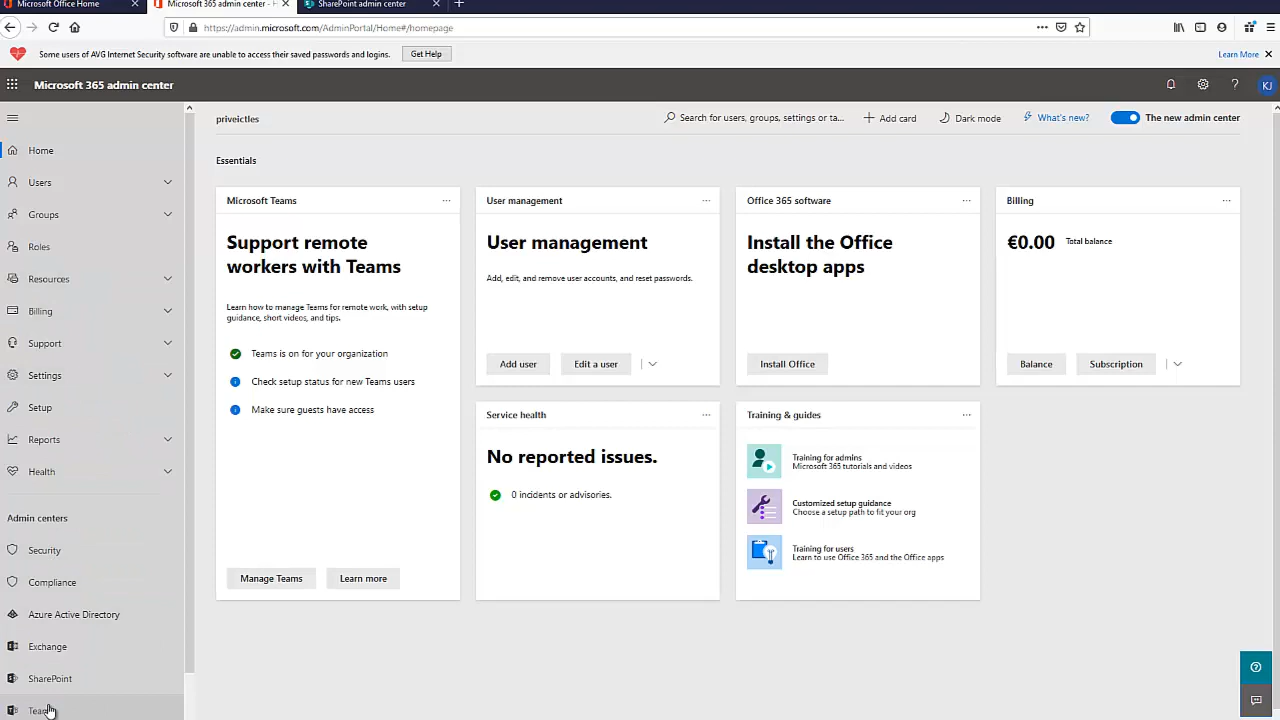 Microsoft Office Home
Microsoft 365 admin center - H
SharePoint admin center
https://admin.microsoft.com/AdminPortal/Home#/homepage
Some users of AVG Internet Security software are unable to access their saved passwords and logins.
Get Help
Learn More
Microsoft 365 admin center
KJ
Home
Users
Groups
Roles
Resources
Billing
Support
Settings
Setup
Reports
Health
Admin centers
Security
Compliance
Azure Active Directory
Exchange
SharePoint
priveictles
Search for users, groups, settings or ta...
Add card
Dark mode
What's new?
The new admin center
Essentials
Microsoft Teams
Support remote
workers with Teams
Learn how to manage Teams for remote work, with setup
guidance, short videos, and tips.
Teams is on for your organization
Check setup status for new Teams users
Make sure guests have access
Manage Teams
Learn more
User management
User management
Add, edit, and remove user accounts, and reset passwords.
Add user
Edit a user
Office 365 software
Install the Office
desktop apps
Install Office
Billing
€0.00 Total balance
Balance
Subscription
Service health
No reported issues.
0 incidents or advisories.
Training & guides
Training for admins
Microsoft 365 tutorials and videos
Customized setup guidance
Choose a setup path to fit your org
Training for users
Learn to use Office 365 and the Office apps